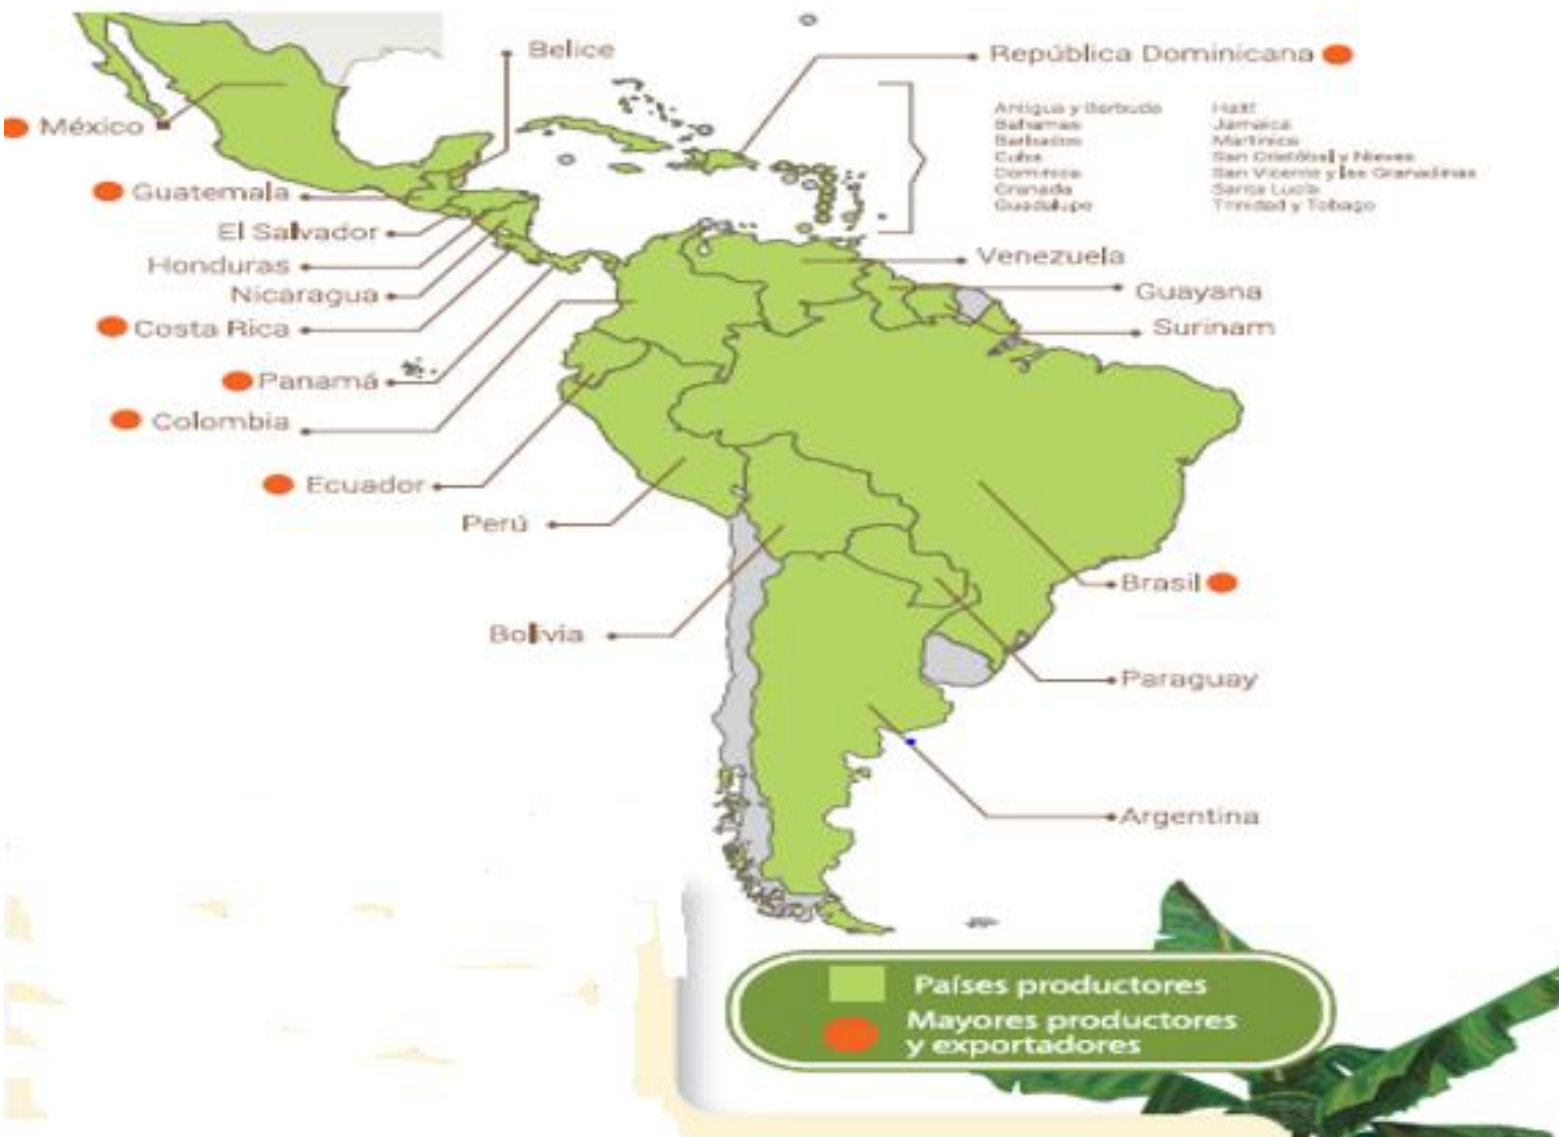 Belice
República Dominicana
México
Antigua y Barbuda
Haití
Bahamas
Jamaica
Barbados
Martinica
Cuba
San Cristóbal y Nieves
Dominica
San Vicente y las Granadinas
Granada
Santa Lucía
Guadalupe
Trinidad y Tobago
Guatemala
El Salvador
Honduras
Nicaragua
Costa Rica
Panamá
Colombia
Ecuador
Perú
Bolivia
Venezuela
Guayana
Surinam
Brasil
Paraguay
Argentina
Países productores
Mayores productores
y exportadores